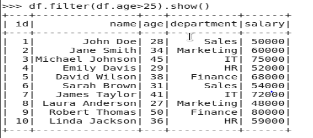 >>> df.filter(df.age>25).show()
+---+---------------+---+----------+------+
| id|           name|age|department|salary|
+---+---------------+---+----------+------+
|  1|       John Doe| 28|     Sales| 50000|
|  2|     Jane Smith| 34| Marketing| 60000|
|  3|Michael Johnson| 45|        IT| 75000|
|  4|   Emily Davis| 29|        HR| 52000|
|  5|   David Wilson| 38|   Finance| 68000|
|  6|    Sarah Brown| 31|     Sales| 54000|
|  7|   James Taylor| 41|        IT| 72000|
|  8| Laura Anderson| 27| Marketing| 48000|
|  9|  Robert Thomas| 50|   Finance| 80000|
| 10|  Linda Jackson| 36|        HR| 59000|
+---+---------------+---+----------+------+